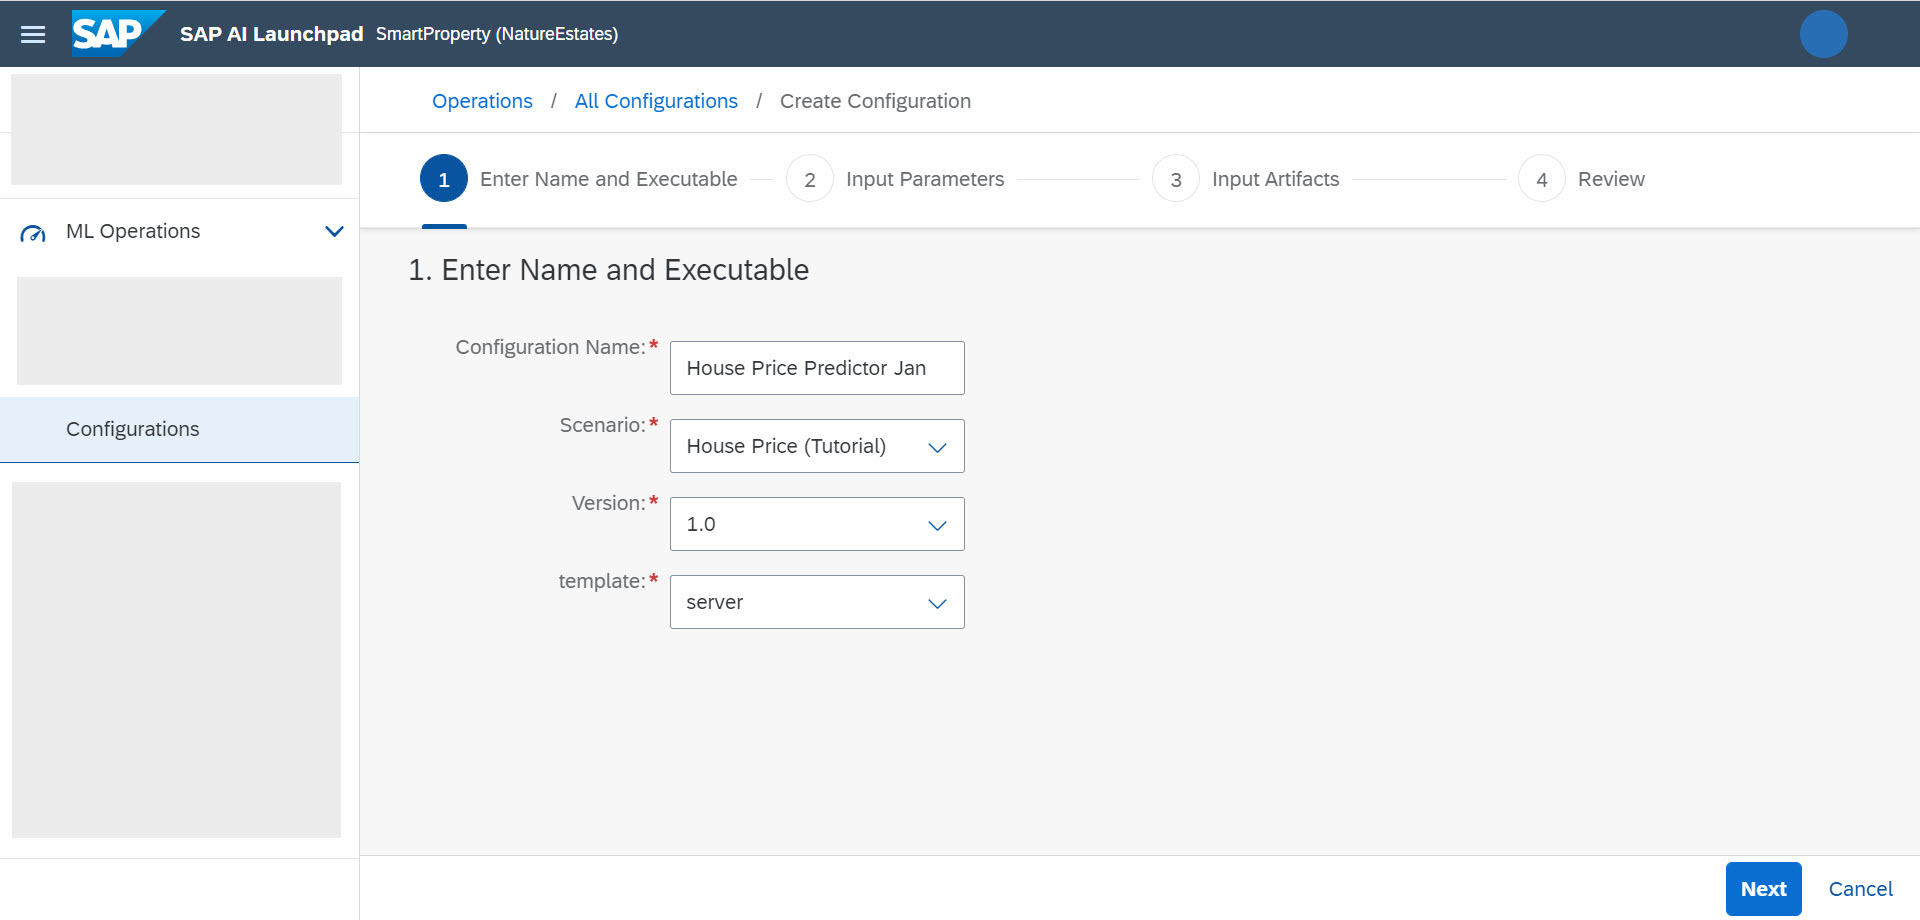 SAP SAP AI Launchpad SmartProperty (NatureEstates)
Operations / All Configurations / Create Configuration
1 Enter Name and Executable 2 Input Parameters 3 Input Artifacts 4 Review
ML Operations
Configurations
1. Enter Name and Executable
Configuration Name:* House Price Predictor Jan
Scenario:* House Price (Tutorial)
Version:* 1.0
template:* server
Next Cancel